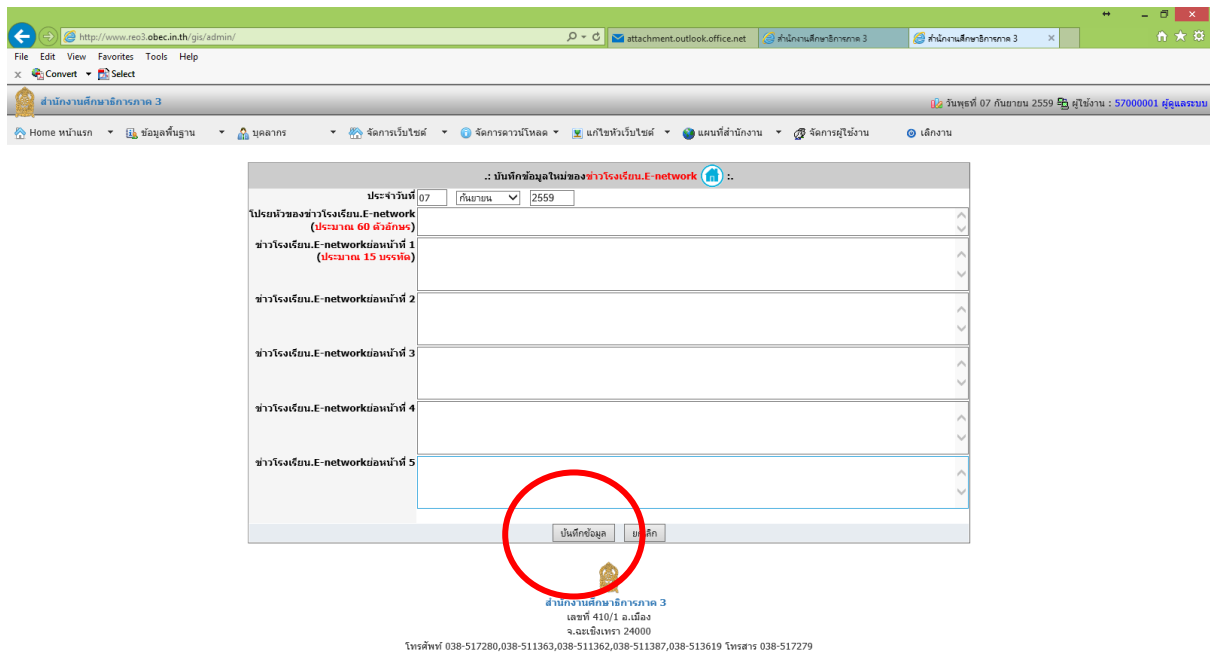 http://www.reo3.obec.in.th/gis/admin/
attachment.outlook.office.net
สำนักงานศึกษาธิการภาค 3
สำนักงานศึกษาธิการภาค 3
File Edit View Favorites Tools Help
x Convert Select
สำนักงานศึกษาธิการภาค 3
วันพุธที่ 07 กันยายน 2559 ผู้ใช้งาน : 57000001 ผู้ดูแลระบบ
Home หน้าแรก ข้อมูลพื้นฐาน บุคลากร จัดการเว็บไซต์ จัดการดาวน์โหลด แก้ไขหัวเว็บไซต์ แผนที่สำนักงาน จัดการผู้ใช้งาน เลิกงาน
.: บันทึกข้อมูลใหม่ของข่าวโรงเรียน.E-network :.
ประจำวันที่ 07 กันยายน 2559
โปรยหัวของข่าวโรงเรียน.E-network
(ประมาณ 60 ตัวอักษร)
ข่าวโรงเรียน.E-networkย่อหน้าที่ 1
(ประมาณ 15 บรรทัด)
ข่าวโรงเรียน.E-networkย่อหน้าที่ 2
ข่าวโรงเรียน.E-networkย่อหน้าที่ 3
ข่าวโรงเรียน.E-networkย่อหน้าที่ 4
ข่าวโรงเรียน.E-networkย่อหน้าที่ 5
บันทึกข้อมูล ยกเลิก
สำนักงานศึกษาธิการภาค 3
เลขที่ 410/1 อ.เมือง
จ.ฉะเชิงเทรา 24000
โทรศัพท์ 038-517280,038-511363,038-511362,038-511387,038-513619 โทรสาร 038-517279